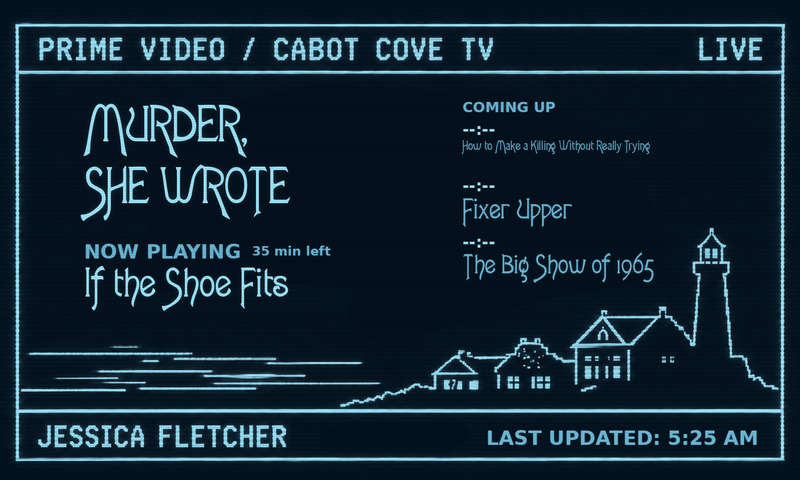 PRIME VIDEO / CABOT COVE TV
LIVE
MURDER,
SHE WROTE
NOW PLAYING 35 min left
If the Shoe Fits
COMING UP
--:--
How to Make a Killing Without Really Trying
--:--
Fixer Upper
--:--
The Big Show of 1965
JESSICA FLETCHER
LAST UPDATED: 5:25 AM